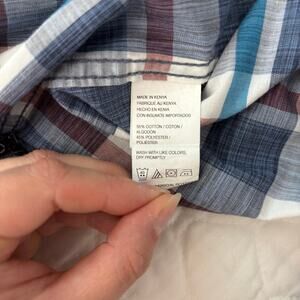 MADE IN KENYA
FABRIQUÉ AU KENYA
HECHO EN KENIA
CON INSUMOS IMPORTADOS
55% COTTON / COTON /
ALGODÓN
45% POLYESTER /
POLIÉSTER
WASH WITH LIKE COLORS,
DRY PROMPTLY